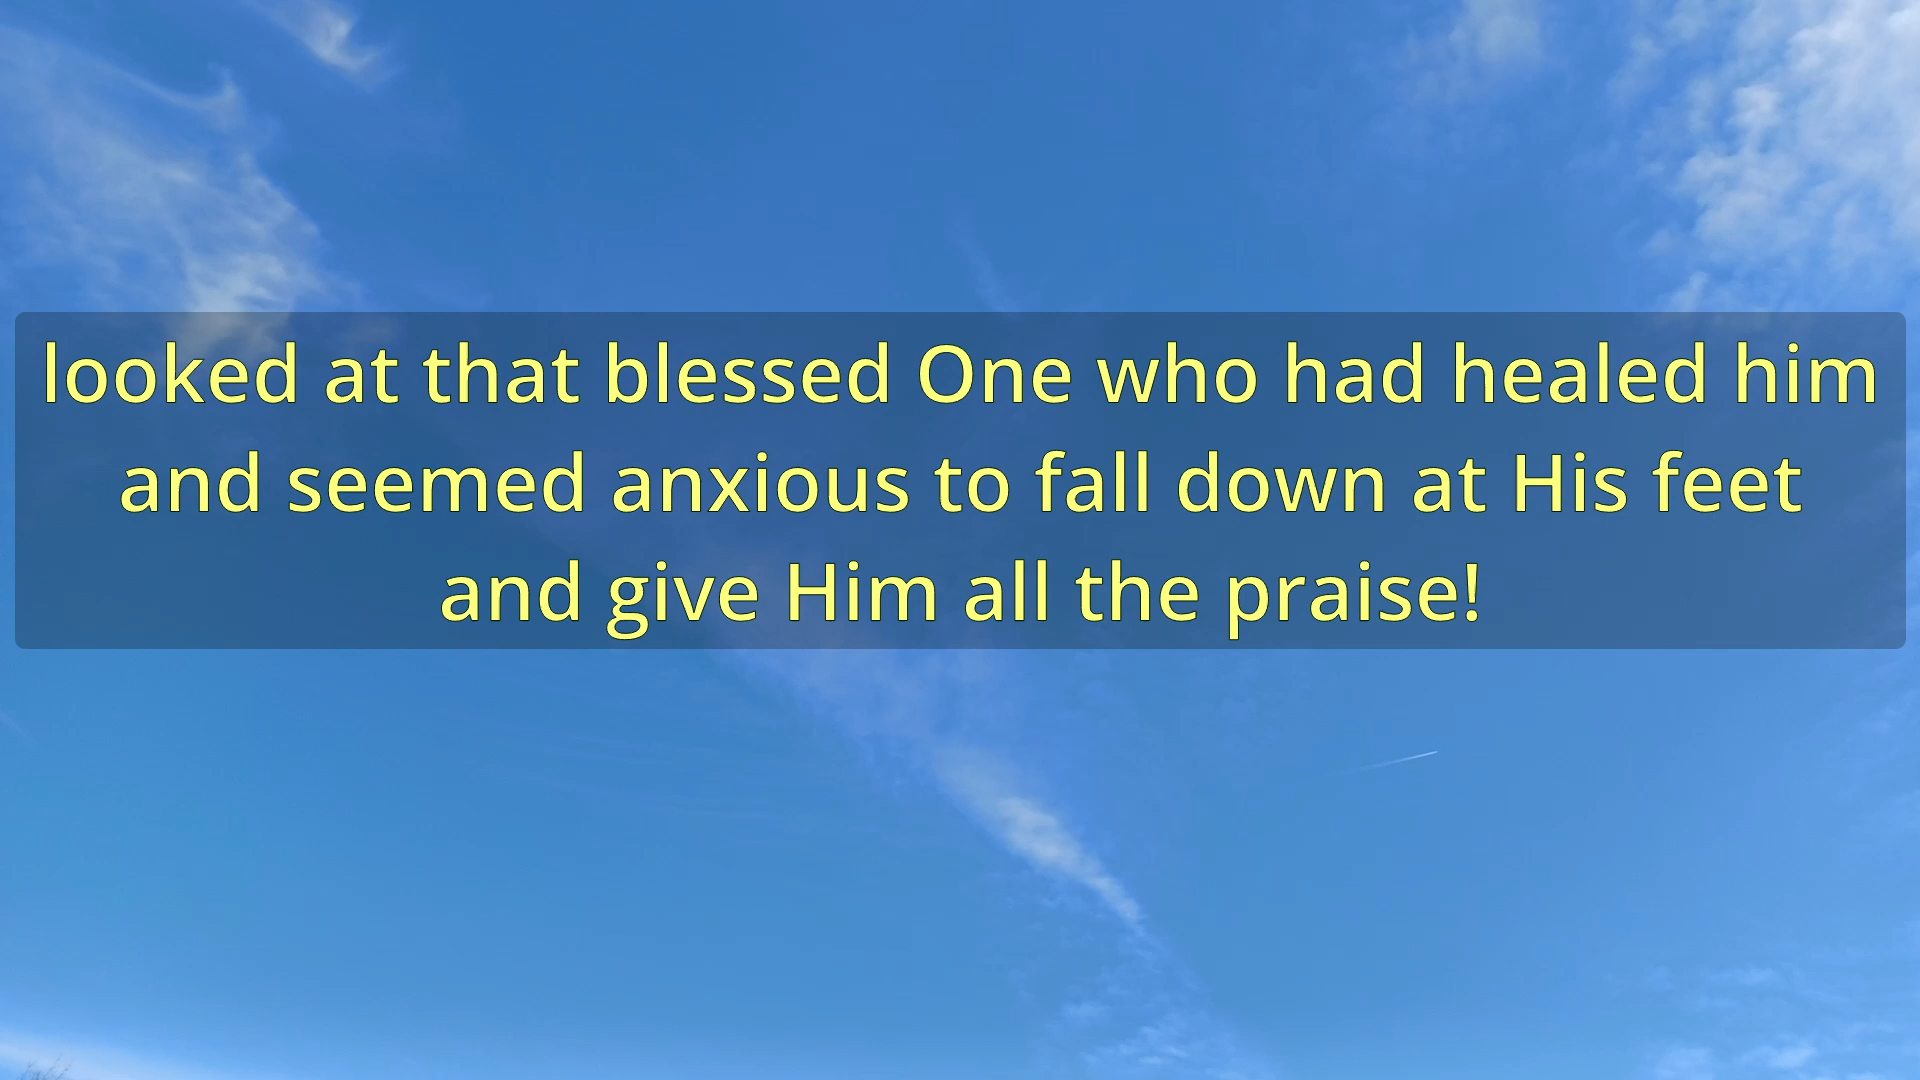 looked at that blessed One who had healed him
and seemed anxious to fall down at His feet
and give Him all the praise!